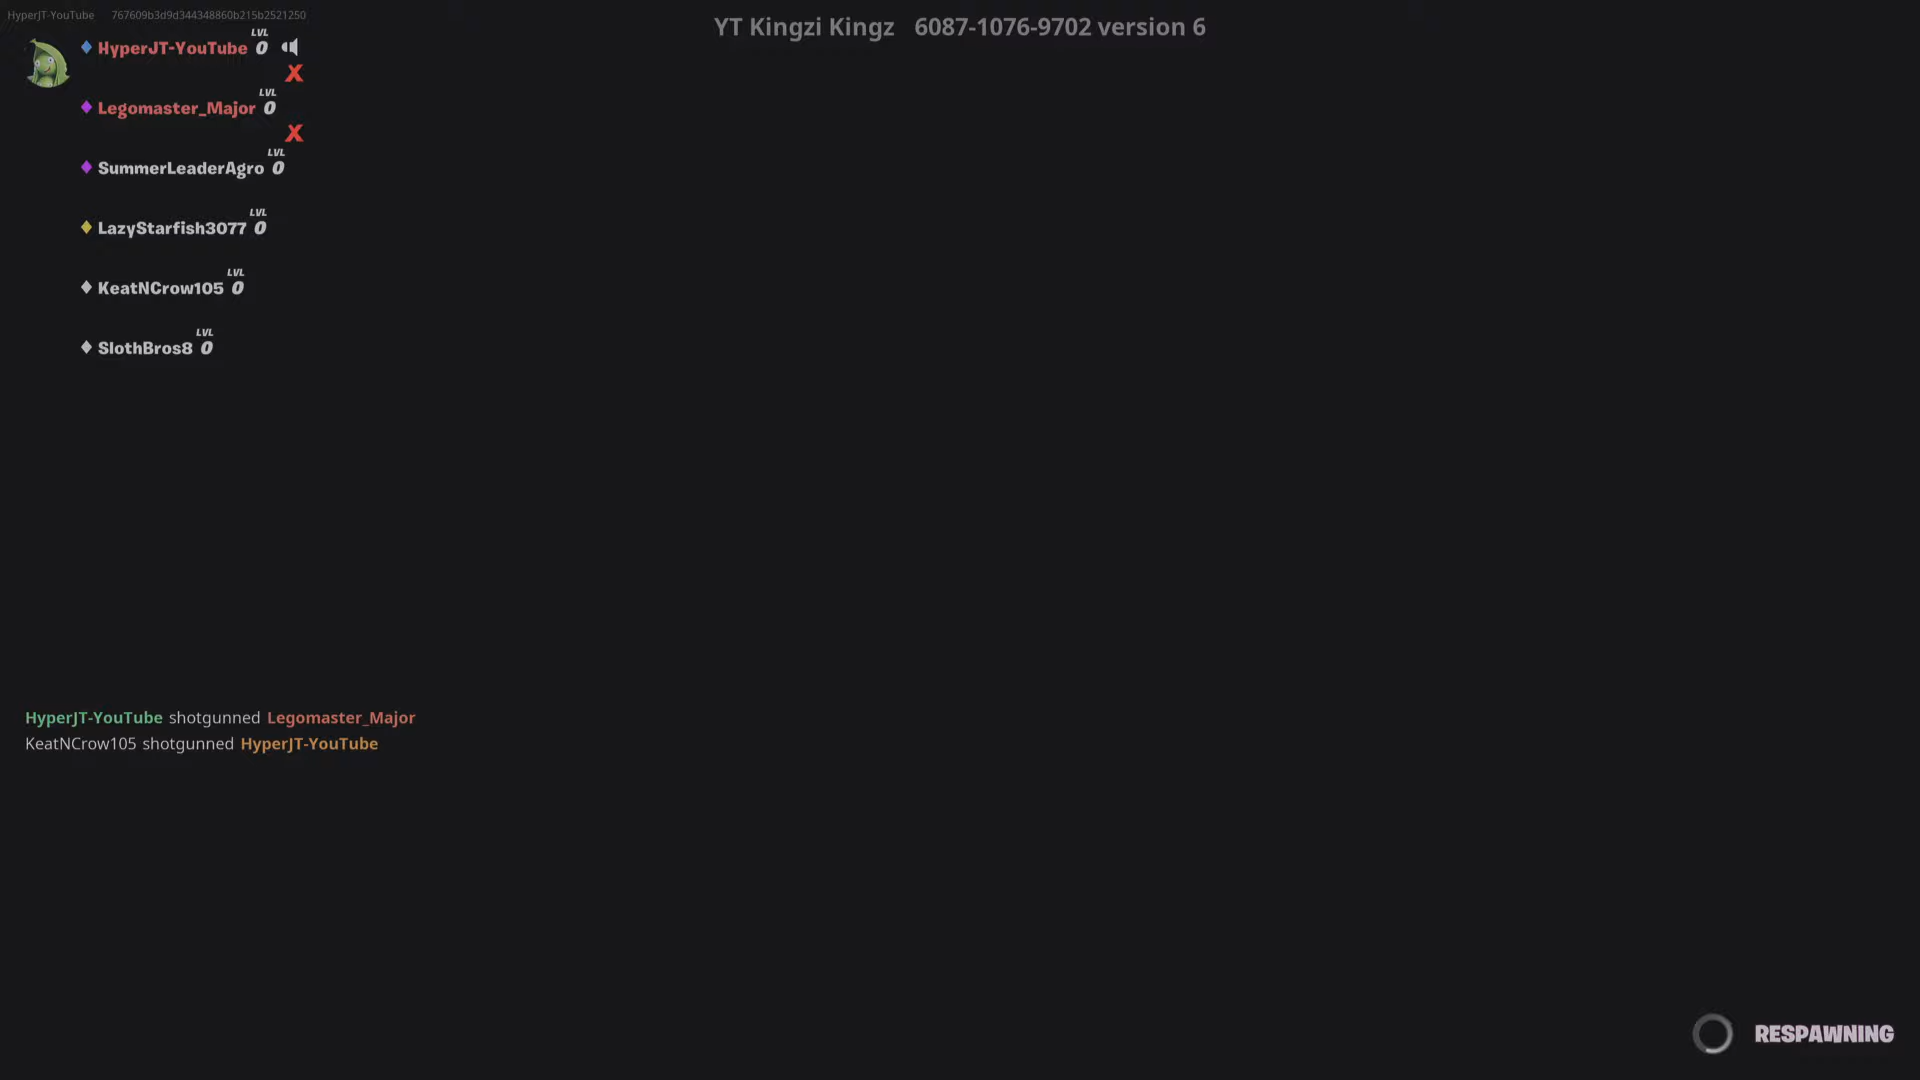 HyperJT-YouTube 767609b3d9d344348860b215b2521250
YT Kingzi Kingz 6087-1076-9702 version 6
LVL
HyperJT-YouTube 0
X
LVL
Legomaster_Major 0
X
LVL
SummerLeaderAgro 0
LVL
LazyStarfish3077 0
LVL
KeatNCrow105 0
LVL
SlothBros8 0
HyperJT-YouTube shotgunned Legomaster_Major
KeatNCrow105 shotgunned HyperJT-YouTube
RESPAWNING